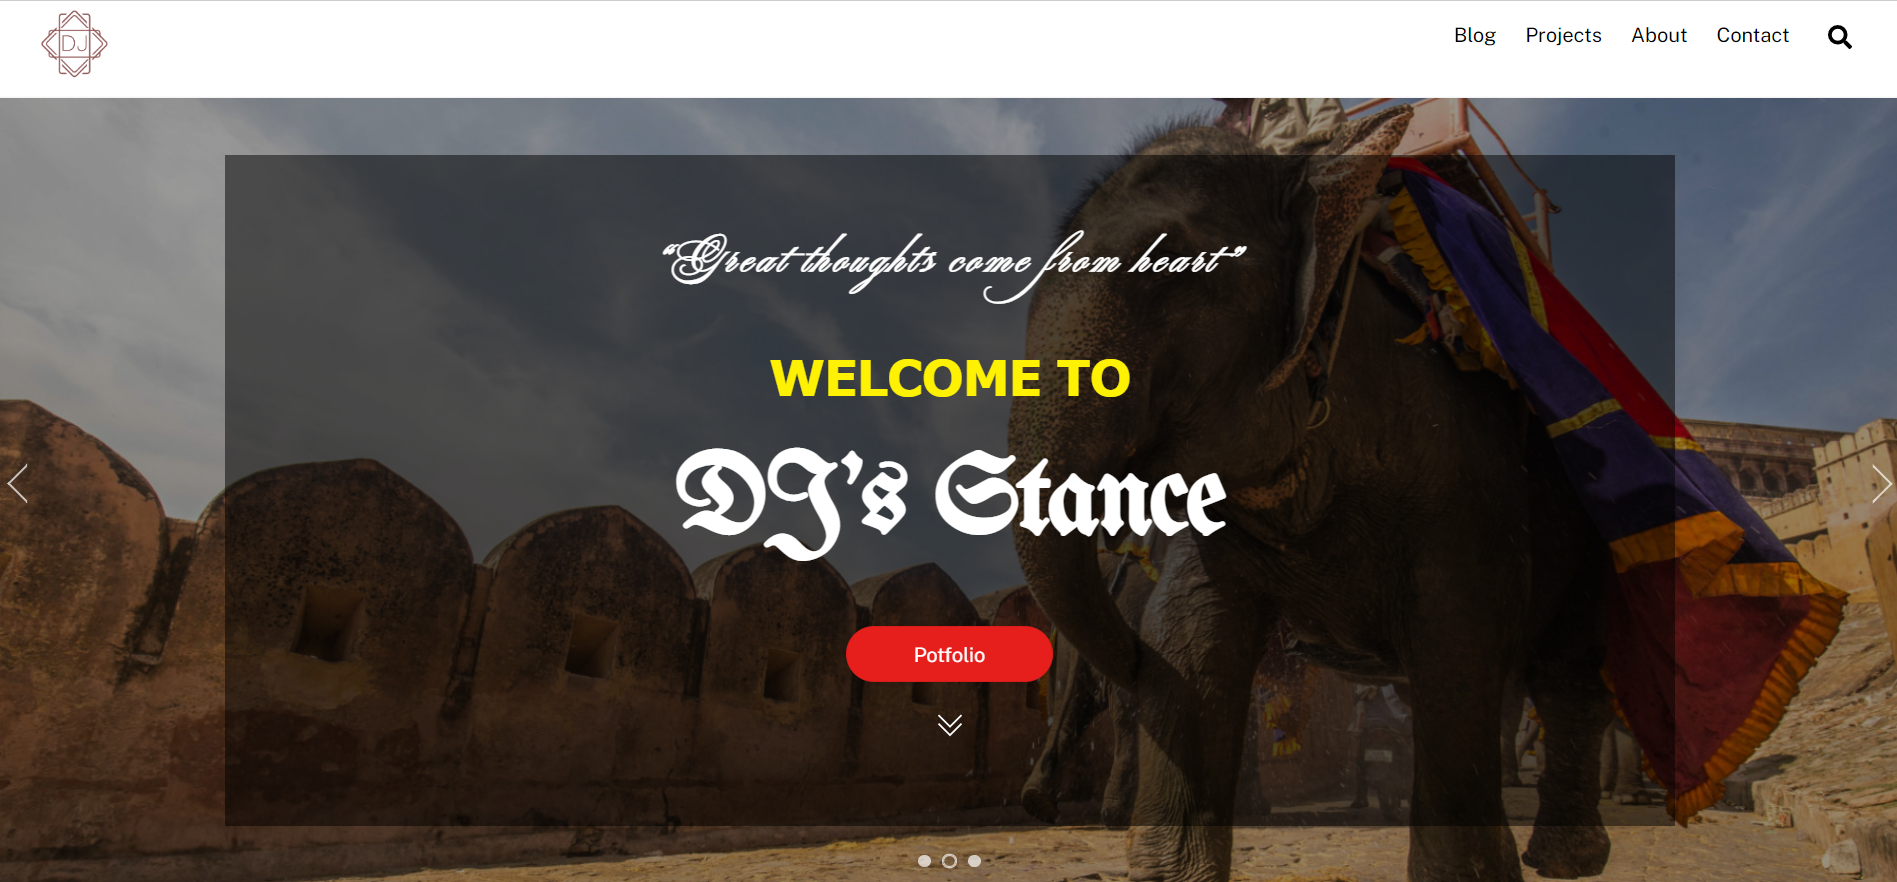 DJ
Blog Projects About Contact
“Great thoughts come from heart”
WELCOME TO
DJ's Stance
Potfolio